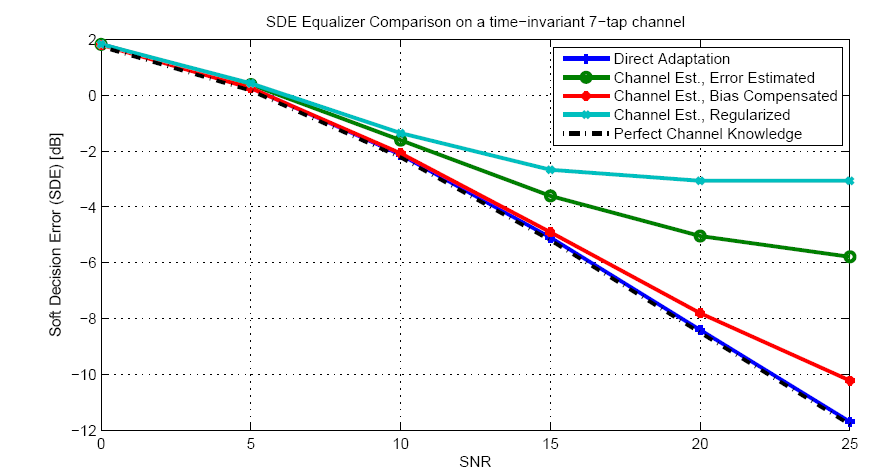 SDE Equalizer Comparison on a time−invariant 7−tap channel
Soft Decision Error (SDE) [dB]
2
0
−2
−4
−6
−8
−10
−12
Direct Adaptation
Channel Est., Error Estimated
Channel Est., Bias Compensated
Channel Est., Regularized
Perfect Channel Knowledge
0 5 10 15 20 25
SNR